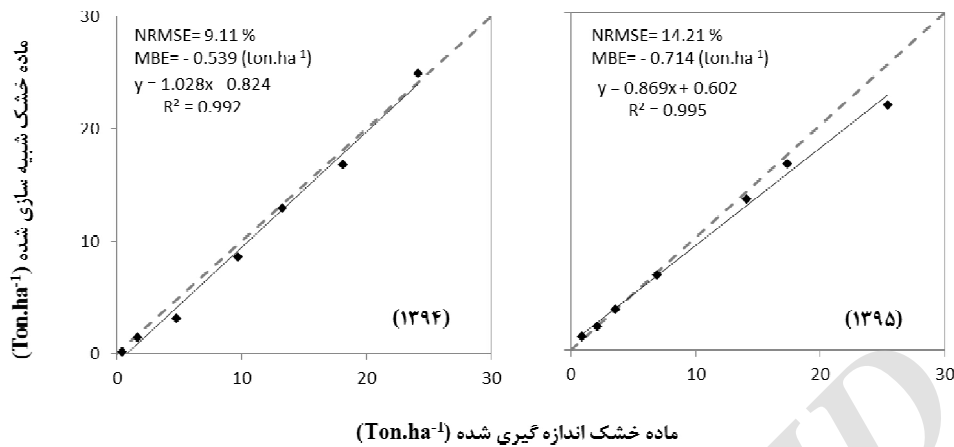 ماده خشک شبیه سازی شده (Ton.ha⁻¹)
30
20
10
0
NRMSE= 9.11 %
MBE= - 0.539 (ton.ha⁻¹)
y = 1.028x 0.824
R² = 0.992
(۱۳۹۴)
0 10 20 30
NRMSE= 14.21 %
MBE= - 0.714 (ton.ha⁻¹)
y – 0.869x + 0.602
R² = 0.995
(۱۳۹۵)
0 10 20 30
ماده خشک اندازه گیری شده (Ton.ha⁻¹)